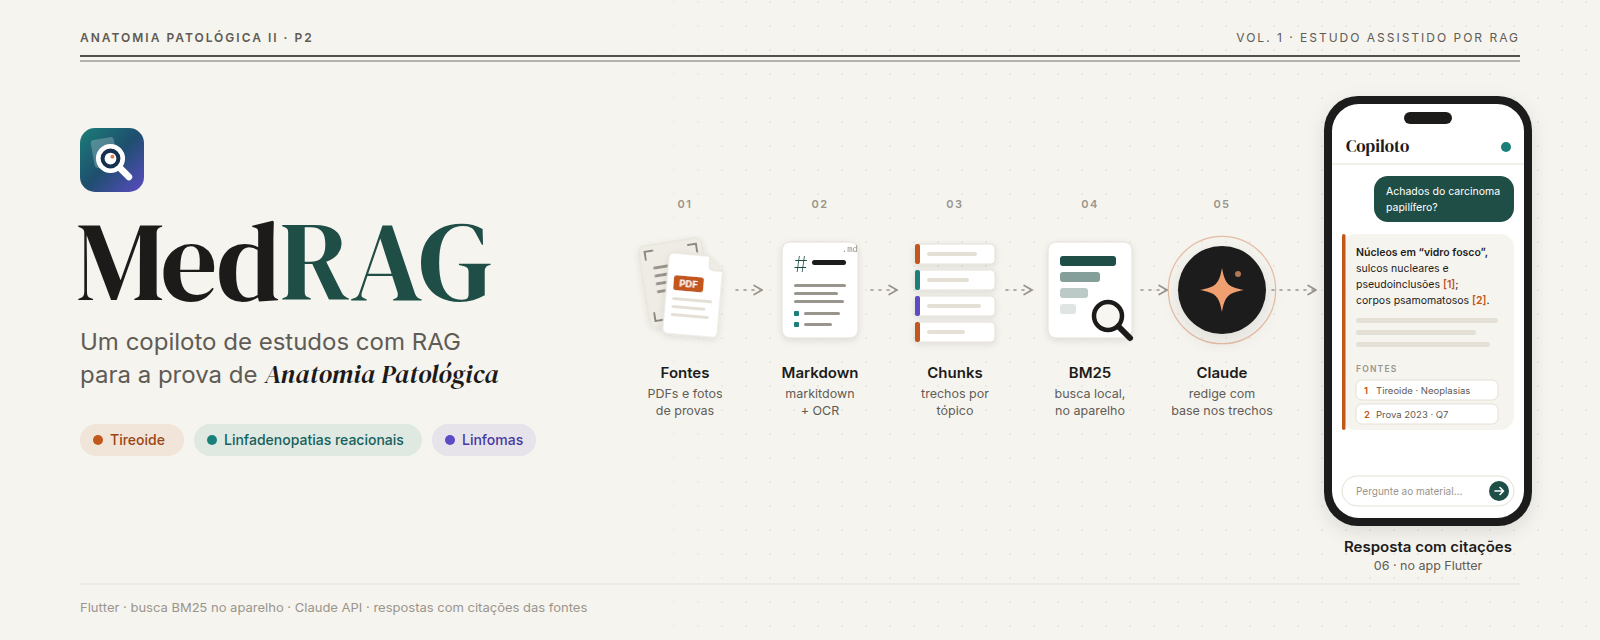 ANATOMIA PATOLÓGICA II · P2
VOL. 1 · ESTUDO ASSISTIDO POR RAG
MedRAG
Um copiloto de estudos com RAG
para a prova de Anatomia Patológica
Tireoide
Linfadenopatias reacionais
Linfomas
01
PDF
Fontes
PDFs e fotos
de provas
02
.md
#
Markdown
markitdown
+ OCR
03
Chunks
trechos por
tópico
04
BM25
busca local,
no aparelho
05
Claude
redige com
base nos trechos
Copiloto
Achados do carcinoma
papilífero?
Núcleos em “vidro fosco”,
sulcos nucleares e
pseudoinclusões [1];
corpos psamomatosos [2].
FONTES
1 Tireoide · Neoplasias
2 Prova 2023 · Q7
Pergunte ao material...
Resposta com citações
06 · no app Flutter
Flutter · busca BM25 no aparelho · Claude API · respostas com citações das fontes